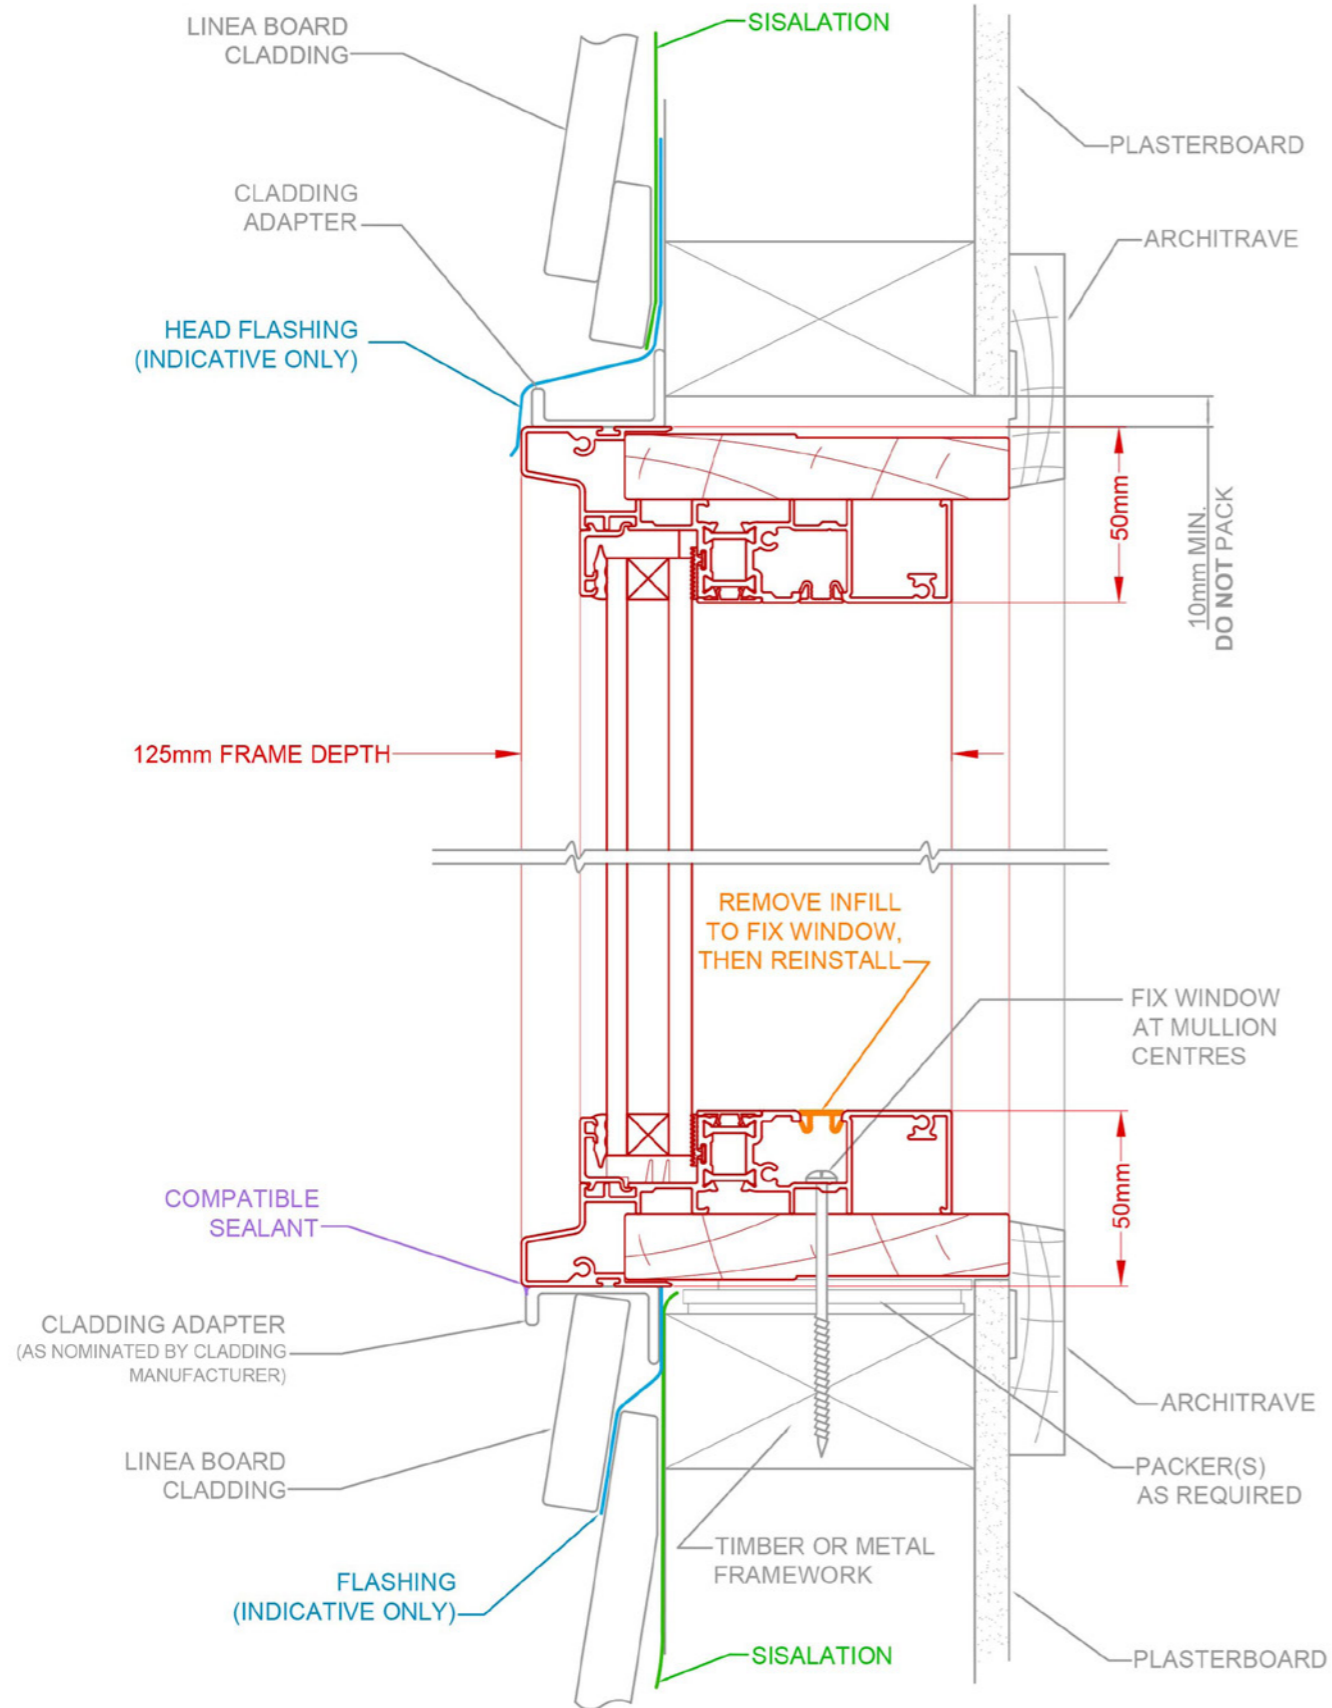 LINEA BOARD
CLADDING
SISALATION
PLASTERBOARD
CLADDING
ADAPTER
ARCHITRAVE
HEAD FLASHING
(INDICATIVE ONLY)
50mm
10mm MIN.
DO NOT PACK
125mm FRAME DEPTH
REMOVE INFILL
TO FIX WINDOW,
THEN REINSTALL
FIX WINDOW
AT MULLION
CENTRES
COMPATIBLE
SEALANT
50mm
CLADDING ADAPTER
(AS NOMINATED BY CLADDING
MANUFACTURER)
ARCHITRAVE
LINEA BOARD
CLADDING
PACKER(S)
AS REQUIRED
TIMBER OR METAL
FRAMEWORK
FLASHING
(INDICATIVE ONLY)
SISALATION
PLASTERBOARD